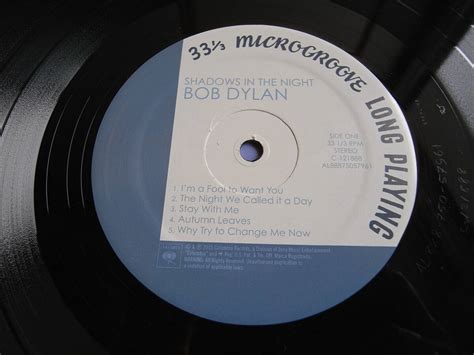 33⅓ MICROGROOVE LONG PLAYING
SHADOWS IN THE NIGHT
BOB DYLAN
SIDE ONE
33 1/3 RPM
STEREO
C-121888
AL88875057961
1. I'm a Fool to Want You
2. The Night We Called it a Day
3. Stay With Me
4. Autumn Leaves
5. Why Try to Change Me Now